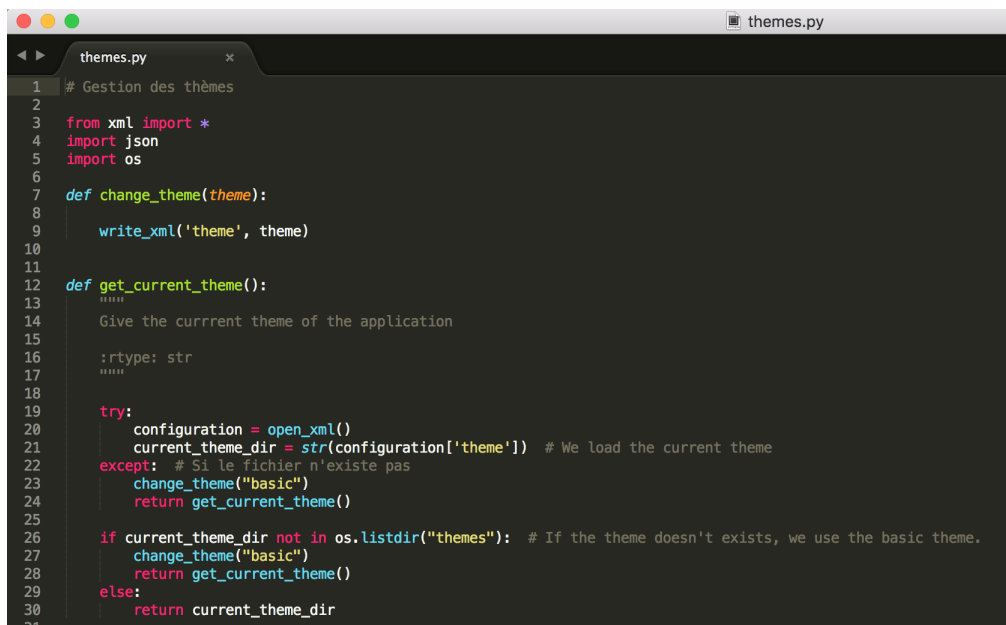 themes.py
themes.py ×
1 # Gestion des thèmes
2
3 from xml import *
4 import json
5 import os
6
7 def change_theme(theme):
8
9 write_xml('theme', theme)
10
11
12 def get_current_theme():
13 """
14 Give the currrent theme of the application
15
16 :rtype: str
17 """
18
19 try:
20 configuration = open_xml()
21 current_theme_dir = str(configuration['theme']) # We load the current theme
22 except: # Si le fichier n'existe pas
23 change_theme("basic")
24 return get_current_theme()
25
26 if current_theme_dir not in os.listdir("themes"): # If the theme doesn't exists, we use the basic theme.
27 change_theme("basic")
28 return get_current_theme()
29 else:
30 return current_theme_dir
31